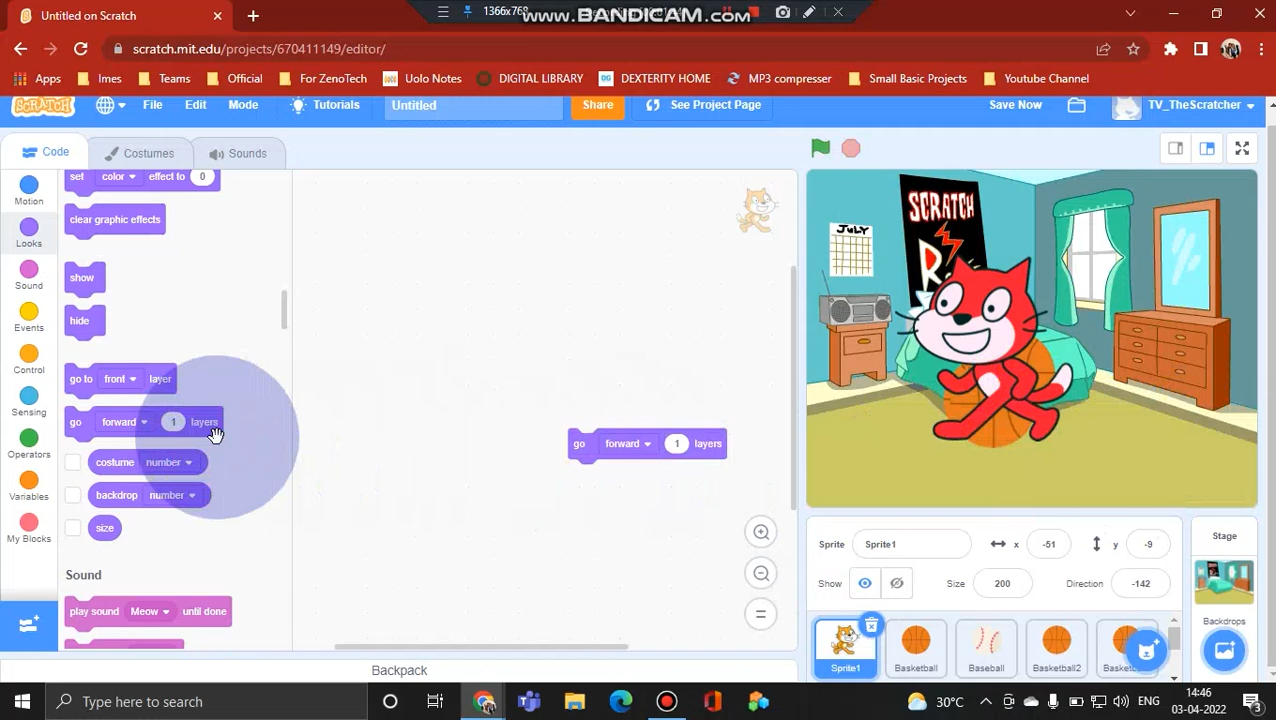 Untitled on Scratch
1366x768
www.BANDICAM.com
scratch.mit.edu/projects/670411149/editor/
Apps
Imes
Teams
Official
For ZenoTech
Uolo Notes
DIGITAL LIBRARY
DEXTERITY HOME
MP3 compresser
Small Basic Projects
Youtube Channel
SCRATCH
File
Edit
Mode
Tutorials
Untitled
Share
See Project Page
Save Now
TV_TheScratcher
Code
Costumes
Sounds
Motion
Looks
Sound
Events
Control
Sensing
Operators
Variables
My Blocks
set color effect to 0
clear graphic effects
show
hide
go to front layer
go forward 1 layers
costume number
backdrop number
size
Sound
play sound Meow until done
go forward 1 layers
JULY
SCRATCH
R
Sprite Sprite1 x -51 y -9
Show Size 200 Direction -142
Sprite1
Basketball
Baseball
Basketball2
Stage
Backdrops
Backpack
Type here to search
30°C
ENG
14:46
03-04-2022
3